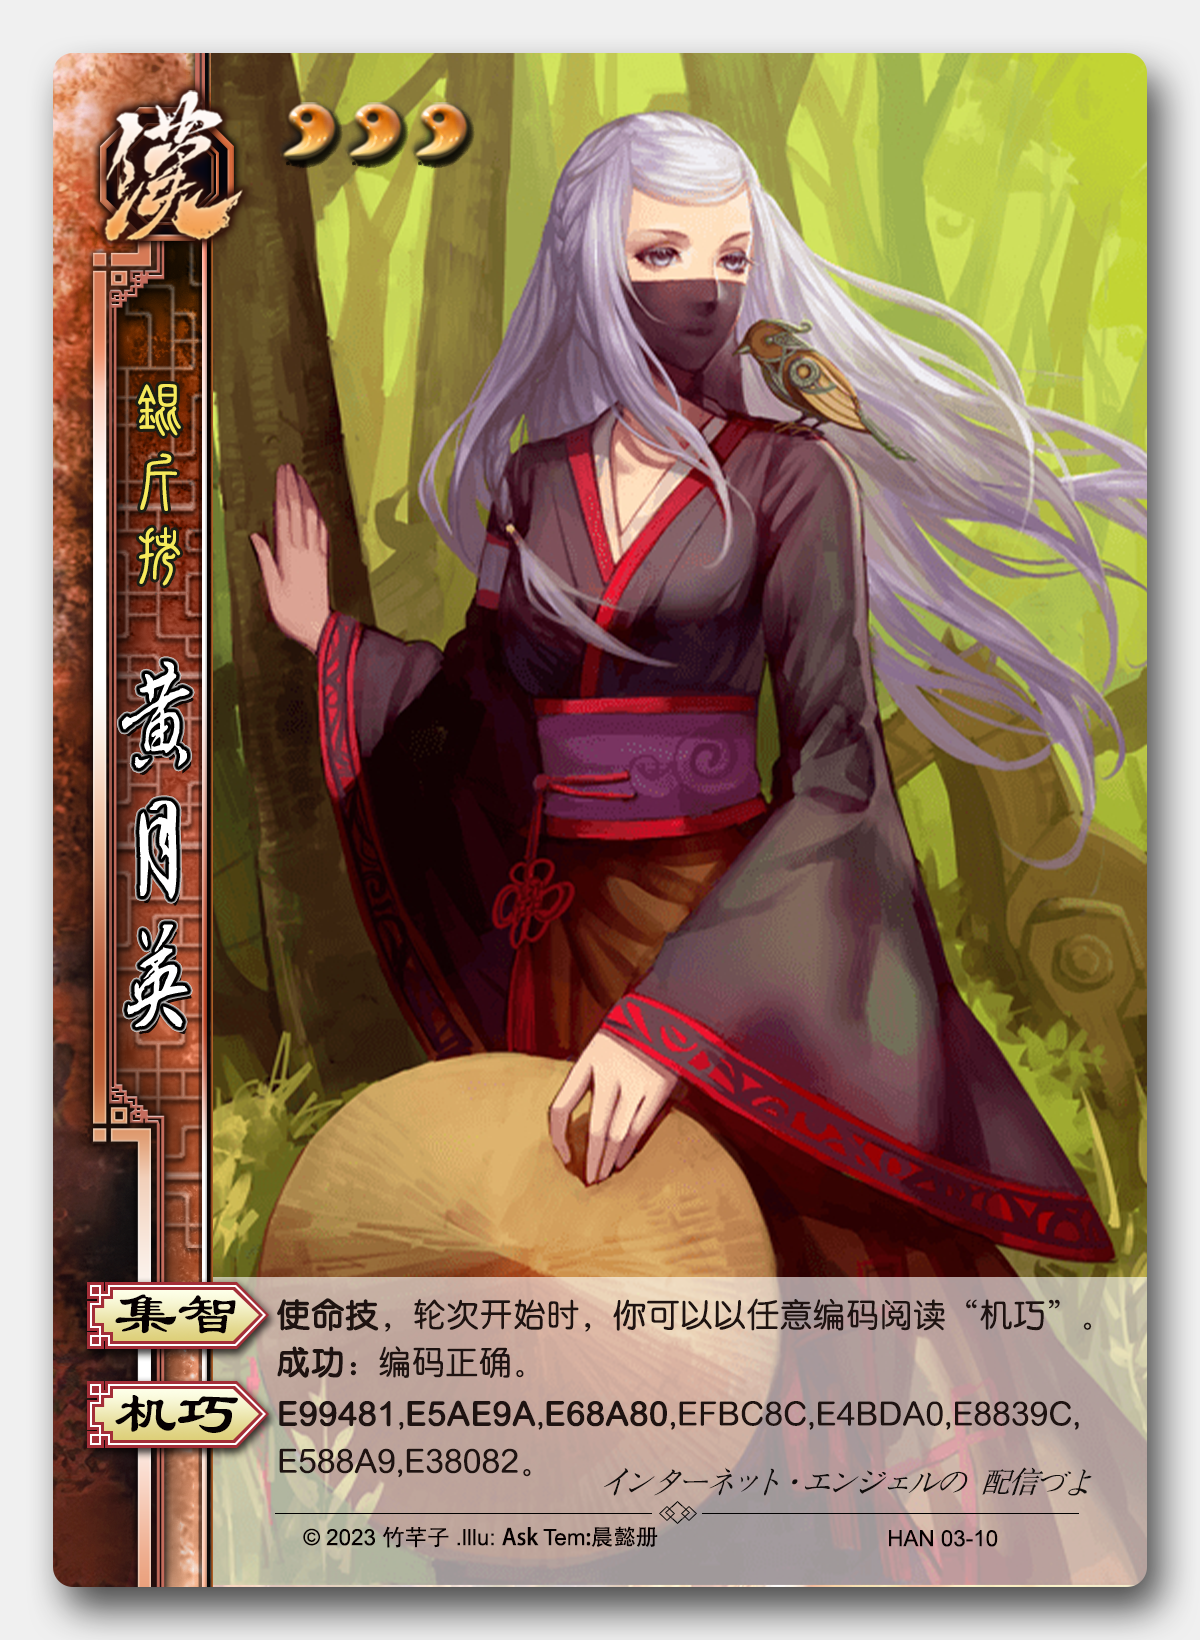 錕斤拷
黄月英
集智
使命技，轮次开始时，你可以以任意编码阅读“机巧”。
成功：编码正确。
机巧
E99481,E5AE9A,E68A80,EFBC8C,E4BDA0,E8839C,
E588A9,E38082。
インターネット・エンジェルの 配信づよ
© 2023 竹芊子 .Illu: Ask Tem:晨懿册
HAN 03-10